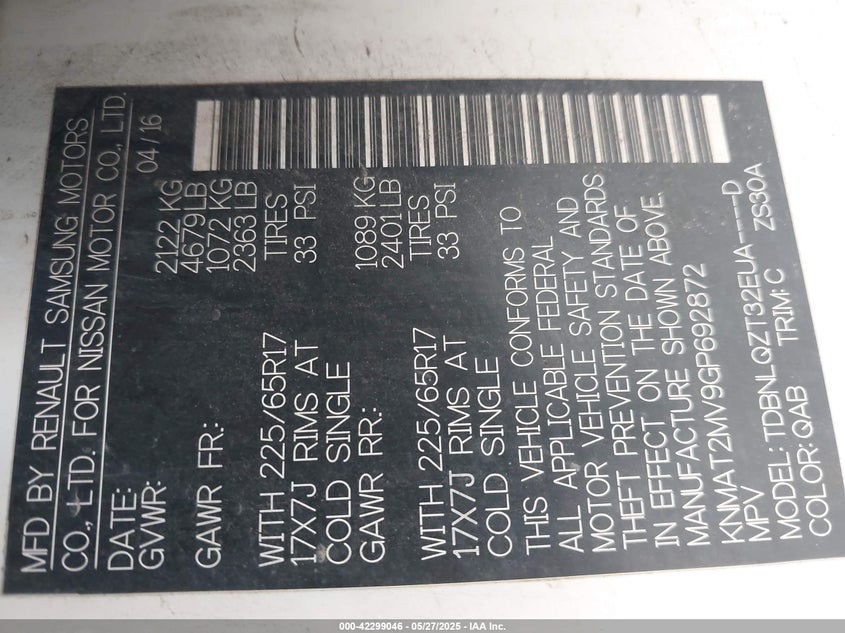 MFD BY RENAULT SAMSUNG MOTORS
CO., LTD. FOR NISSAN MOTOR CO., LTD.
DATE: 04/16
GVWR: 2122 KG
4679 LB
GAWR FR: 1072 KG
2363 LB
WITH 225/65R17 TIRES
17X7J RIMS AT 33 PSI
COLD SINGLE
GAWR RR: 1089 KG
2401 LB
WITH 225/65R17 TIRES
17X7J RIMS AT 33 PSI
COLD SINGLE
THIS VEHICLE CONFORMS TO
ALL APPLICABLE FEDERAL
MOTOR VEHICLE SAFETY AND
THEFT PREVENTION STANDARDS
IN EFFECT ON THE DATE OF
MANUFACTURE SHOWN ABOVE.
KNMAT2MV9GP692872
MPV
MODEL: TDBNLQZT32EUA----D
COLOR: QAB TRIM: C ZS30A
000-42299046 - 05/27/2025 - IAA Inc.